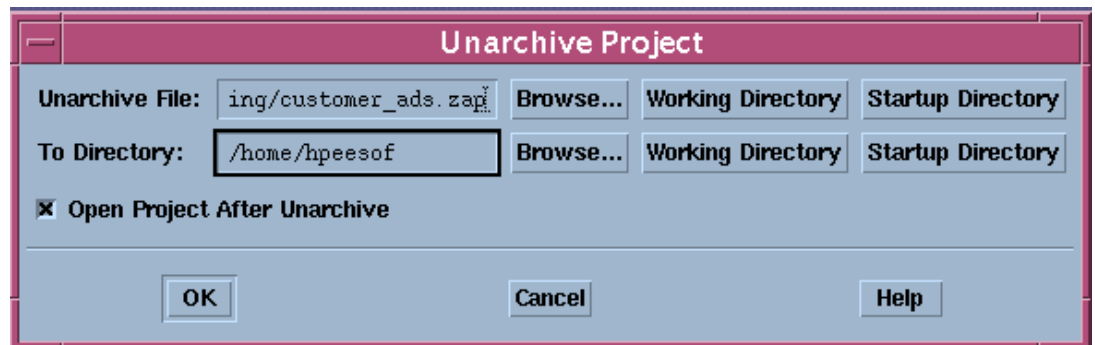 Unarchive Project
Unarchive File: ing/customer_ads.zap Browse... Working Directory Startup Directory
To Directory: /home/hpeesof Browse... Working Directory Startup Directory
Open Project After Unarchive
OK Cancel Help